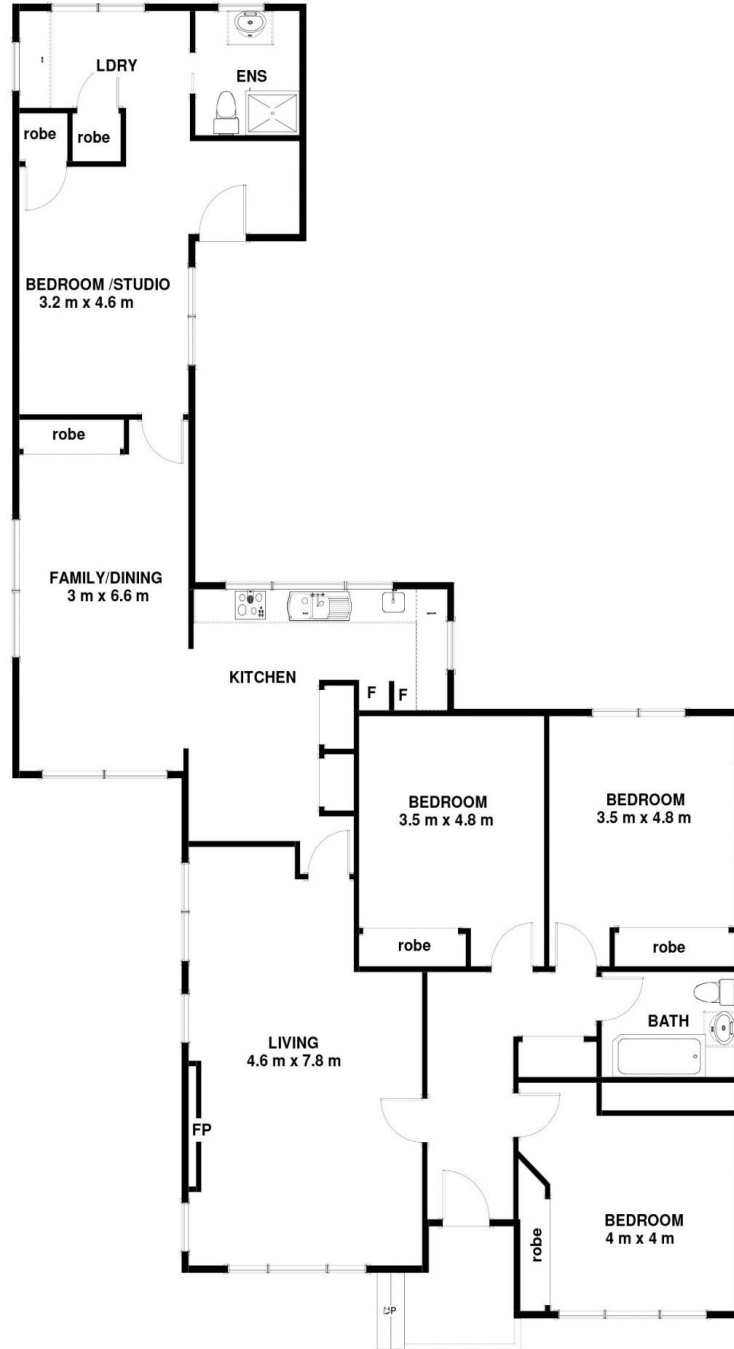 LDRY
ENS
robe
robe
BEDROOM /STUDIO
3.2 m x 4.6 m
robe
FAMILY/DINING
3 m x 6.6 m
KITCHEN
F
F
BEDROOM
3.5 m x 4.8 m
BEDROOM
3.5 m x 4.8 m
robe
robe
BATH
LIVING
4.6 m x 7.8 m
FP
BEDROOM
4 m x 4 m
robe